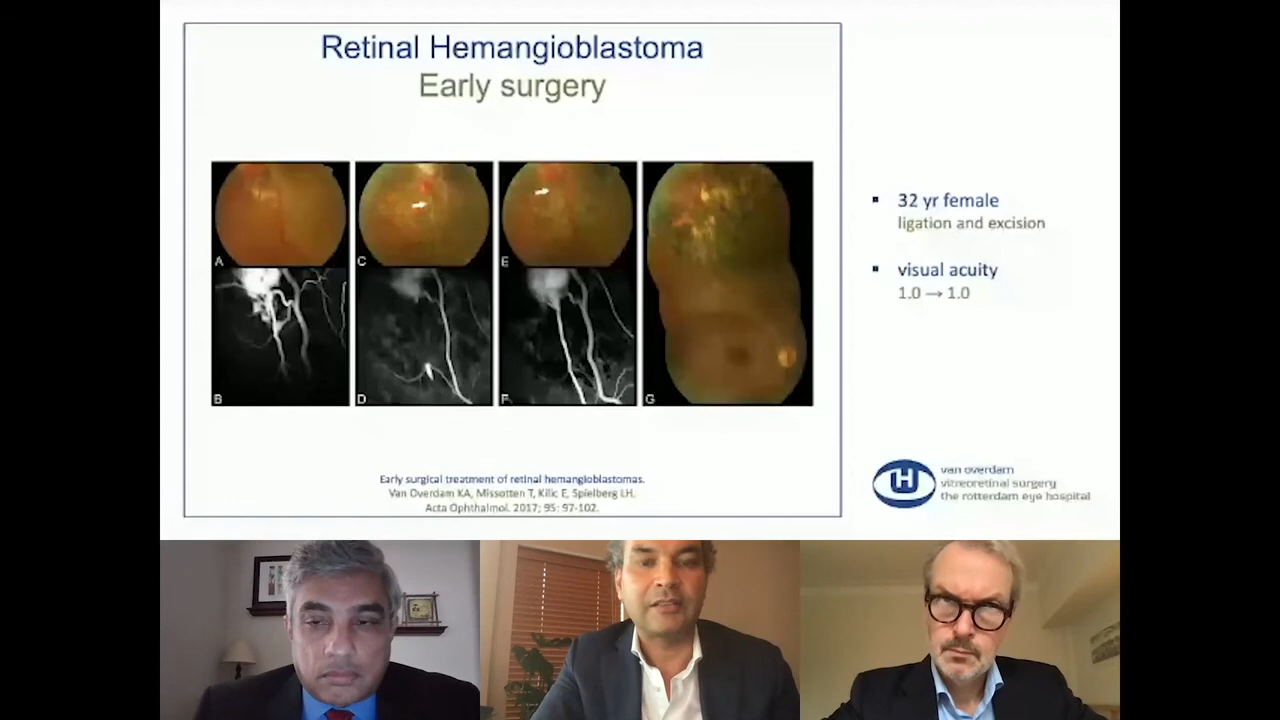 Retinal Hemangioblastoma
Early surgery
A
C
E
B
D
F
G
Early surgical treatment of retinal hemangioblastomas.
Van Overdam KA, Missotten T, Kilic E, Spielberg LH.
Acta Ophthalmol. 2017; 95: 97-102.
▪ 32 yr female
ligation and excision
▪ visual acuity
1.0 → 1.0
van overdam
vitreoretinal surgery
the rotterdam eye hospital